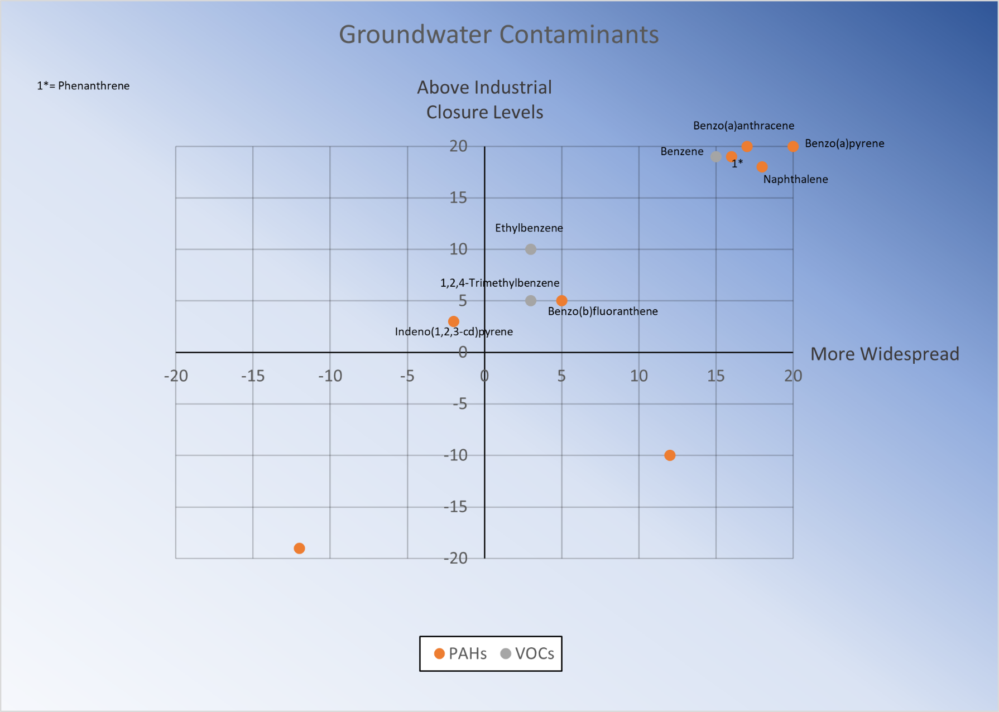 Groundwater Contaminants
1*= Phenanthrene
Above Industrial
Closure Levels
Benzo(a)anthracene
Benzo(a)pyrene
20
Benzene
1*
Naphthalene
15
Ethylbenzene
10
1,2,4-Trimethylbenzene
5
Benzo(b)fluoranthene
Indeno(1,2,3-cd)pyrene
0
More Widespread
-20 -15 -10 -5 0 5 10 15 20
-5
-10
-15
-20
PAHs VOCs